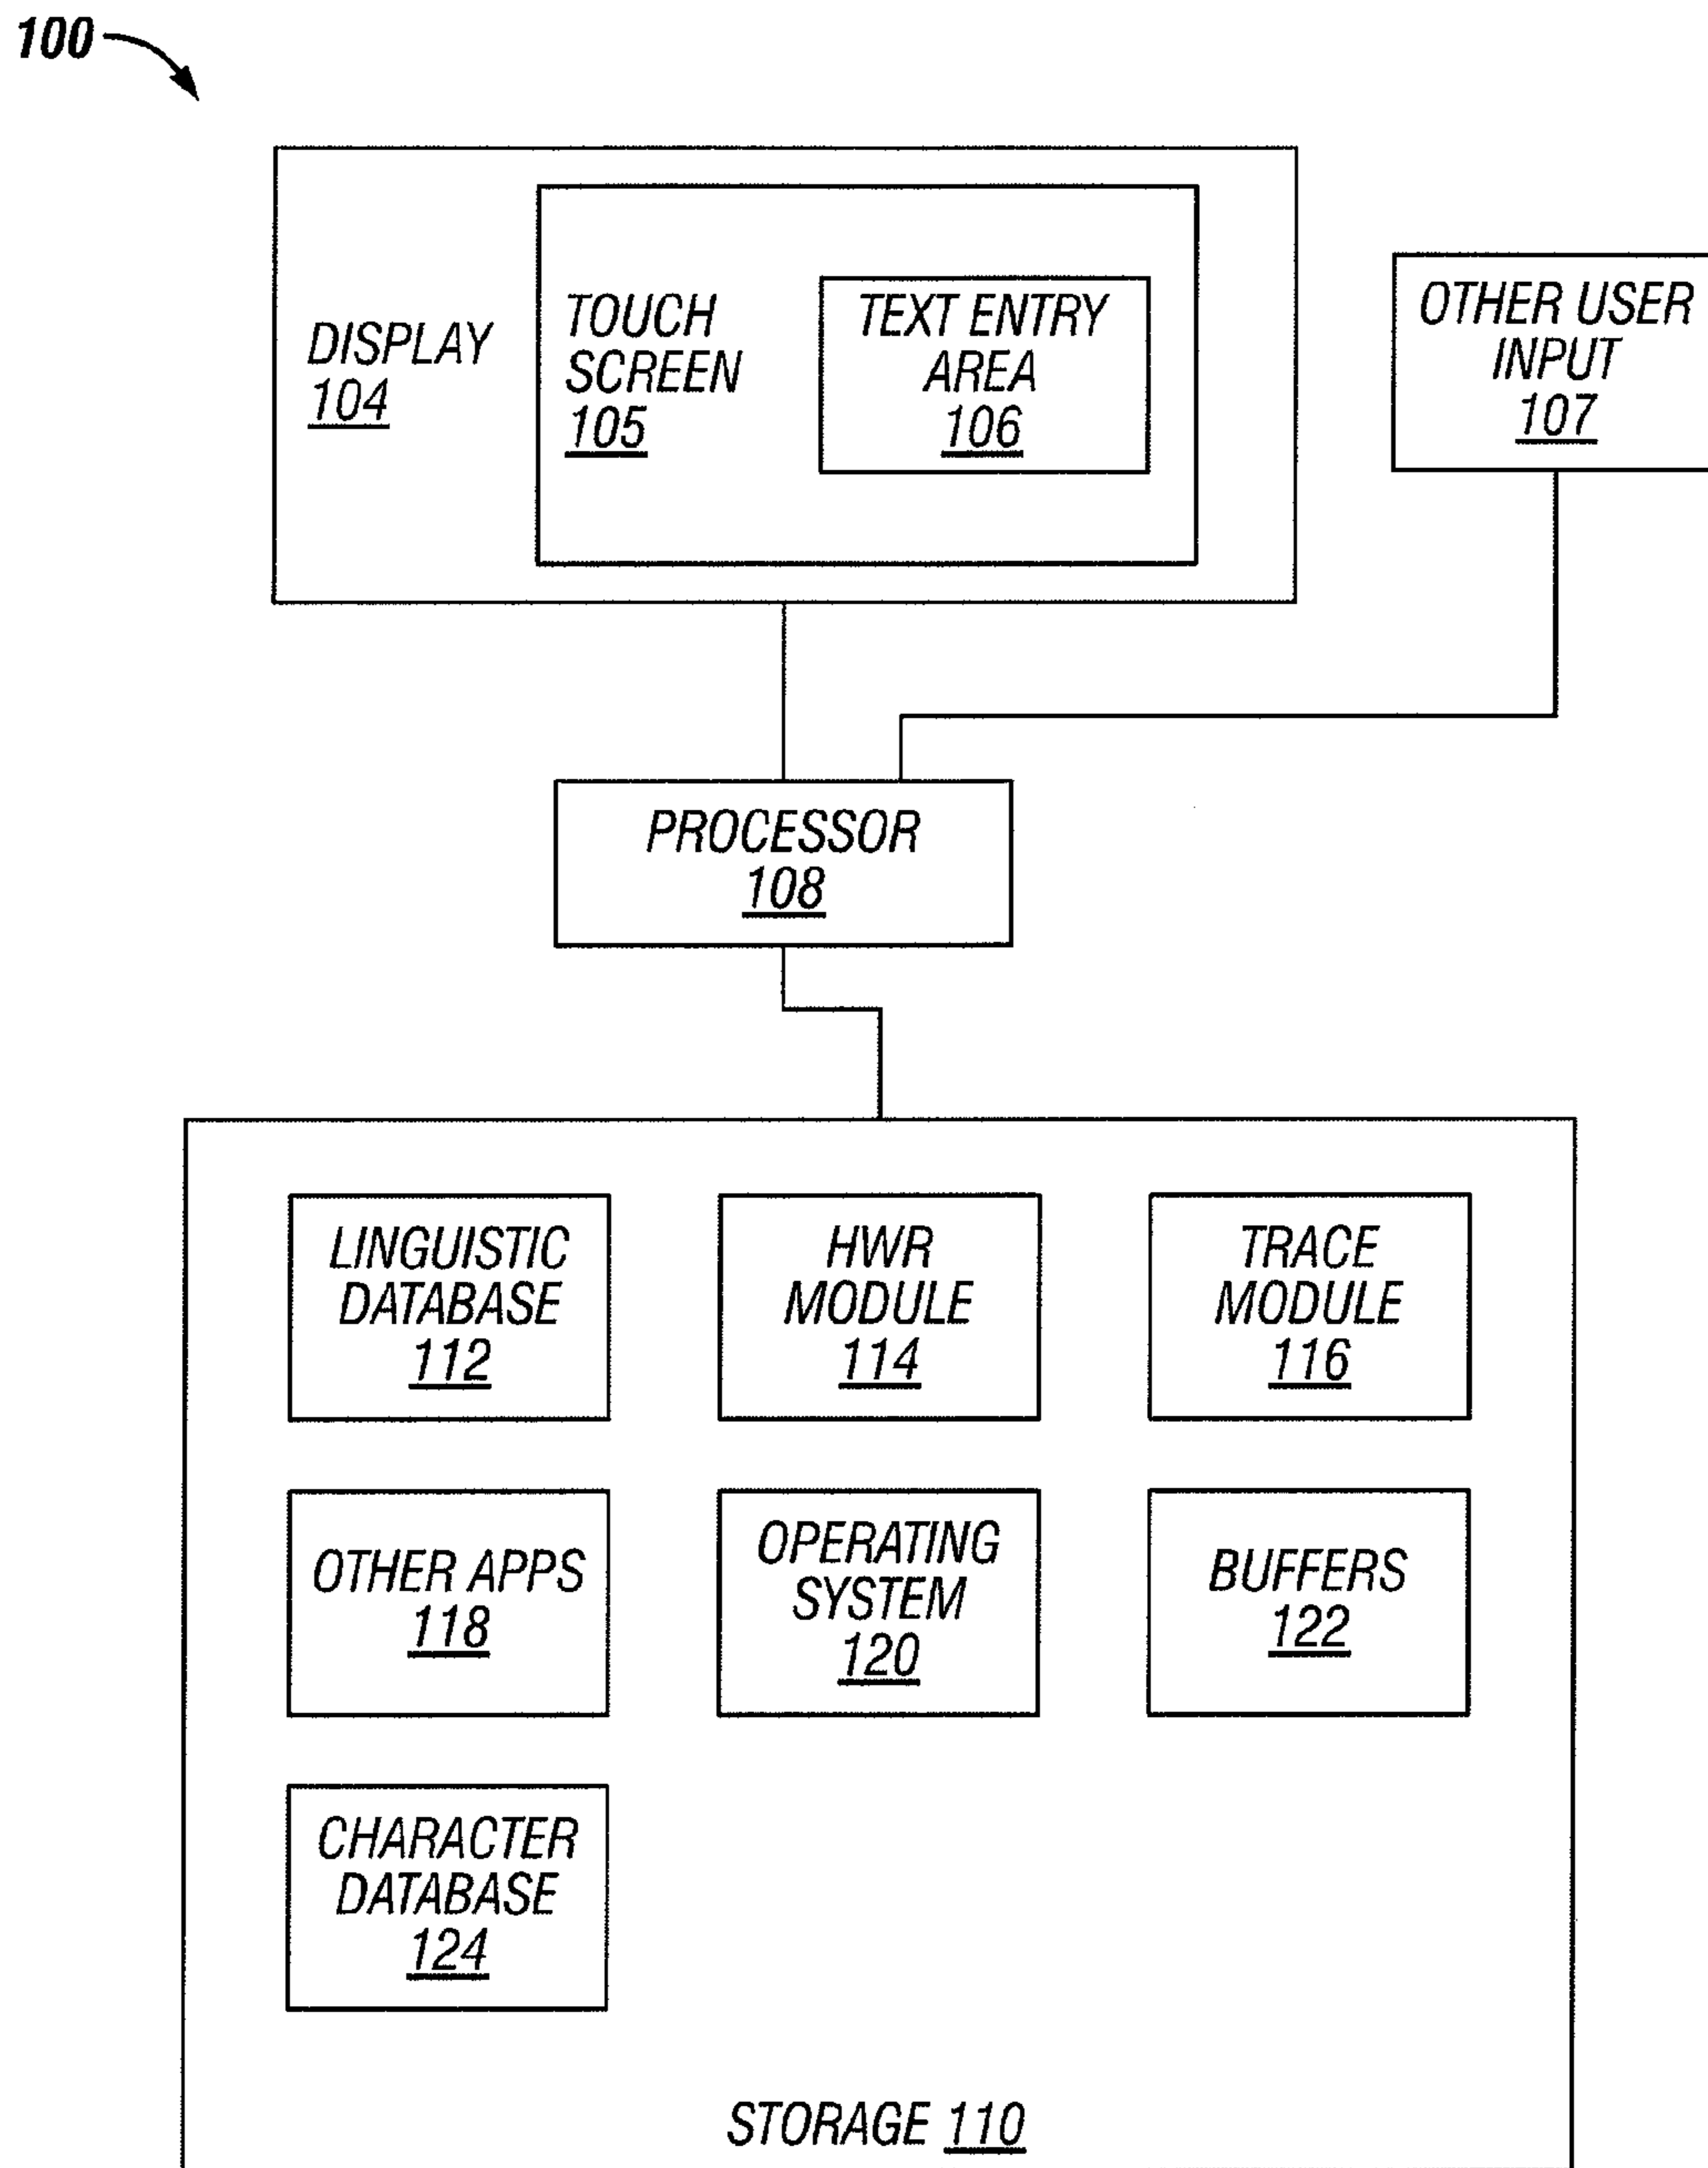 100
DISPLAY
104
TOUCH
SCREEN
105
TEXT ENTRY
AREA
106
OTHER USER
INPUT
107
PROCESSOR
108
LINGUISTIC
DATABASE
112
HWR
MODULE
114
TRACE
MODULE
116
OTHER APPS
118
OPERATING
SYSTEM
120
BUFFERS
122
CHARACTER
DATABASE
124
STORAGE 110